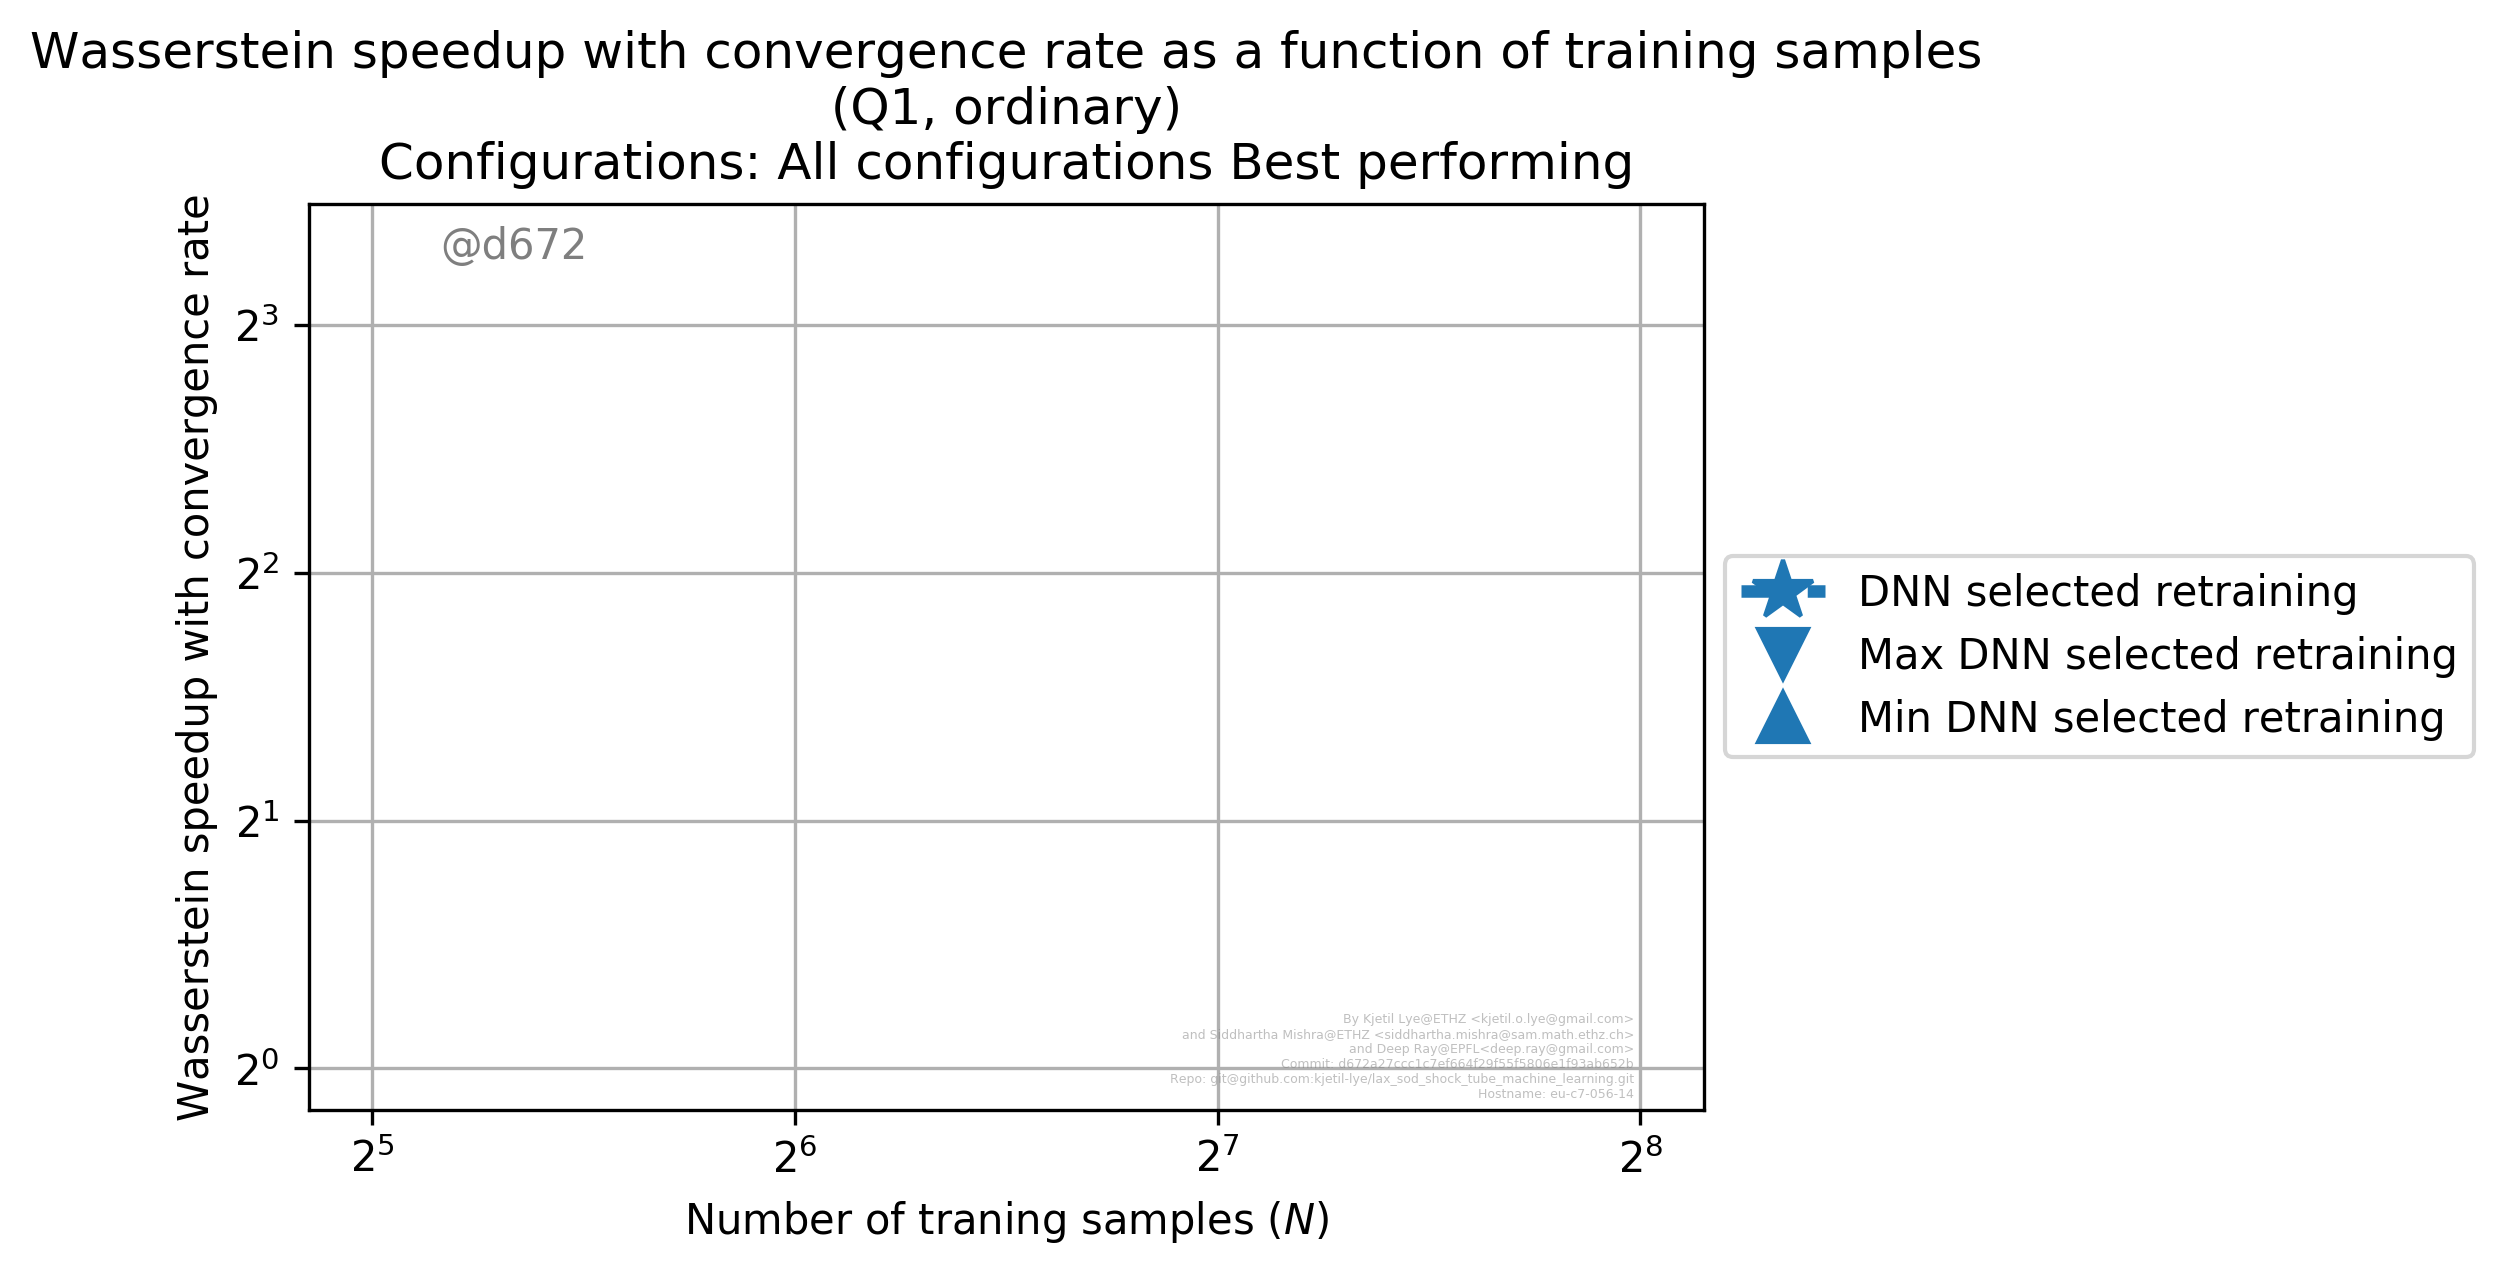 Wasserstein speedup with convergence rate as a function of training samples
(Q1, ordinary)
Configurations: All configurations Best performing
Wasserstein speedup with convergence rate
@d672
2³
2²
2¹
2⁰
DNN selected retraining
Max DNN selected retraining
Min DNN selected retraining
By Kjetil Lye@ETHZ <kjetil.o.lye@gmail.com>
and Siddhartha Mishra@ETHZ <siddhartha.mishra@sam.math.ethz.ch>
and Deep Ray@EPFL<deep.ray@gmail.com>
Commit: d672a27ccc1c7ef664f29f55f5806e1f93ab652b
Repo: git@github.com:kjetil-lye/lax_sod_shock_tube_machine_learning.git
Hostname: eu-c7-056-14
2⁵ 2⁶ 2⁷ 2⁸
Number of traning samples (N)